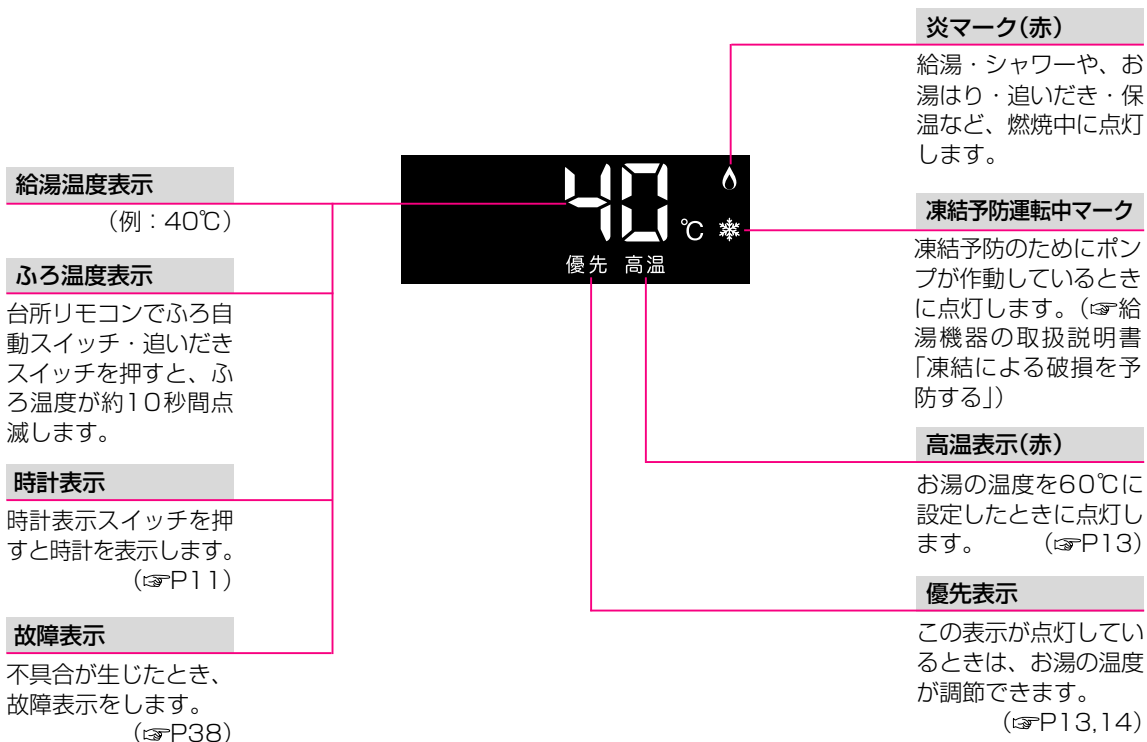 給湯温度表示
(例：40℃)
ふろ温度表示
台所リモコンでふろ自
動スイッチ・追いだき
スイッチを押すと、ふ
ろ温度が約10秒間点
滅します。
時計表示
時計表示スイッチを押
すと時計を表示します。
(☞P11)
故障表示
不具合が生じたとき、
故障表示をします。
(☞P38)
40
℃
優先 高温
炎マーク(赤)
給湯・シャワーや、お
湯はり・追いだき・保
温など、燃焼中に点灯
します。
凍結予防運転中マーク
凍結予防のためにポン
プが作動しているとき
に点灯します。(☞給
湯機器の取扱説明書
「凍結による破損を予
防する」)
高温表示(赤)
お湯の温度を60℃に
設定したときに点灯し
ます。 (☞P13)
優先表示
この表示が点灯してい
るときは、お湯の温度
が調節できます。
(☞P13,14)